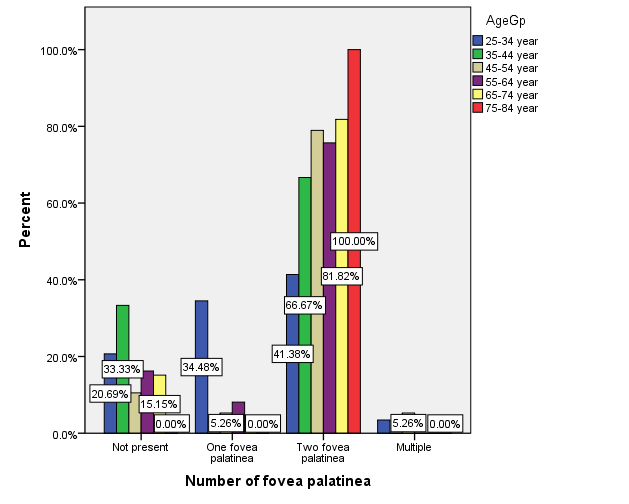 AgeGp
25-34 year
35-44 year
45-54 year
55-64 year
65-74 year
75-84 year
Percent
100.0%
80.0%
60.0%
40.0%
20.0%
0.0%
100.00%
81.82%
66.67%
41.38%
34.48%
33.33%
20.69%
15.15%
0.00%
5.26%
0.00%
5.26%
0.00%
Not present
One fovea
palatinea
Two fovea
palatinea
Multiple
Number of fovea palatinea